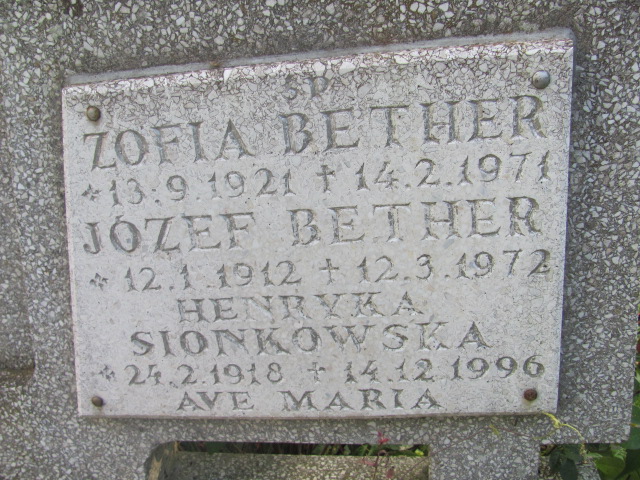 ŚP
ZOFIA BETHER
*13.9.1921 †14.2.1971
JÓZEF BETHER
*12.1.1912 †12.3.1972
HENRYKA
SIONKOWSKA
*24.2.1918 †14.12.1996
AVE MARIA